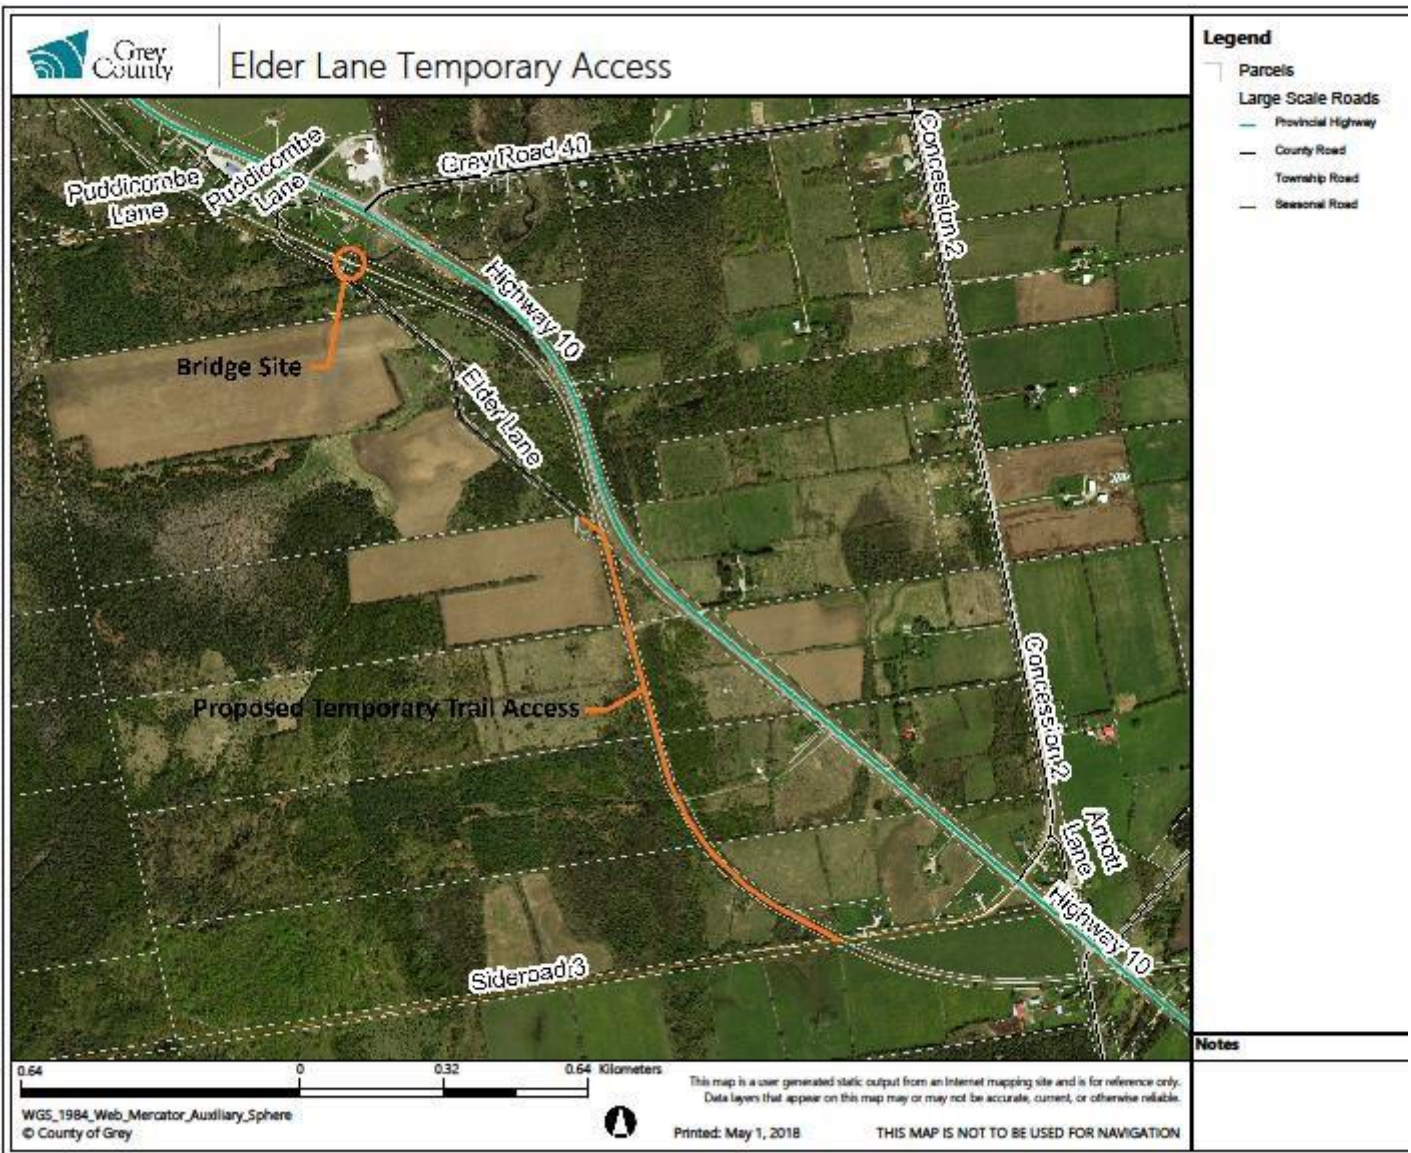 Grey
County
Elder Lane Temporary Access
Legend
Parcels
Large Scale Roads
Provincial Highway
County Road
Township Road
Seasonal Road
Puddicombe
Lane
Puddicombe
Lane
Grey Road 40
Concession 2
Highway 10
Bridge Site
Elder Lane
Proposed Temporary Trail Access
Concession 2
Arnott
Lane
Highway 10
Sideroad 3
Notes
0.64 0 0.32 0.64 Kilometers
WGS_1984_Web_Mercator_Auxiliary_Sphere
© County of Grey
This map is a user generated static output from an Internet mapping site and is for reference only.
Data layers that appear on this map may or may not be accurate, current, or otherwise reliable.
Printed: May 1, 2018
THIS MAP IS NOT TO BE USED FOR NAVIGATION